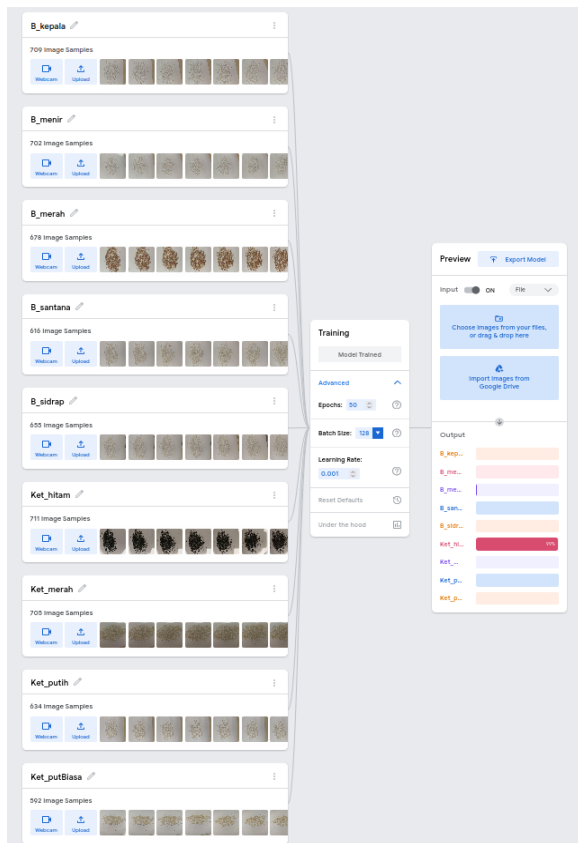 B_kepala
709 Image Samples
Webcam
Upload
B_menir
702 Image Samples
Webcam
Upload
B_merah
678 Image Samples
Webcam
Upload
B_santana
616 Image Samples
Webcam
Upload
B_sidrap
655 Image Samples
Webcam
Upload
Ket_hitam
711 Image Samples
Webcam
Upload
Ket_merah
705 Image Samples
Webcam
Upload
Ket_putih
634 Image Samples
Webcam
Upload
Ket_putBiasa
592 Image Samples
Webcam
Upload
Training
Model Trained
Advanced
Epochs: 50
Batch Size: 128
Learning Rate:
0.001
Reset Defaults
Under the hood
Preview
Export Model
Input ON File
Choose images from your files,
or drag & drop here
Import images from
Google Drive
Output
B_kep...
B_me...
B_me...
B_san...
B_sidr...
Ket_hi... 99%
Ket_...
Ket_p...
Ket_p...